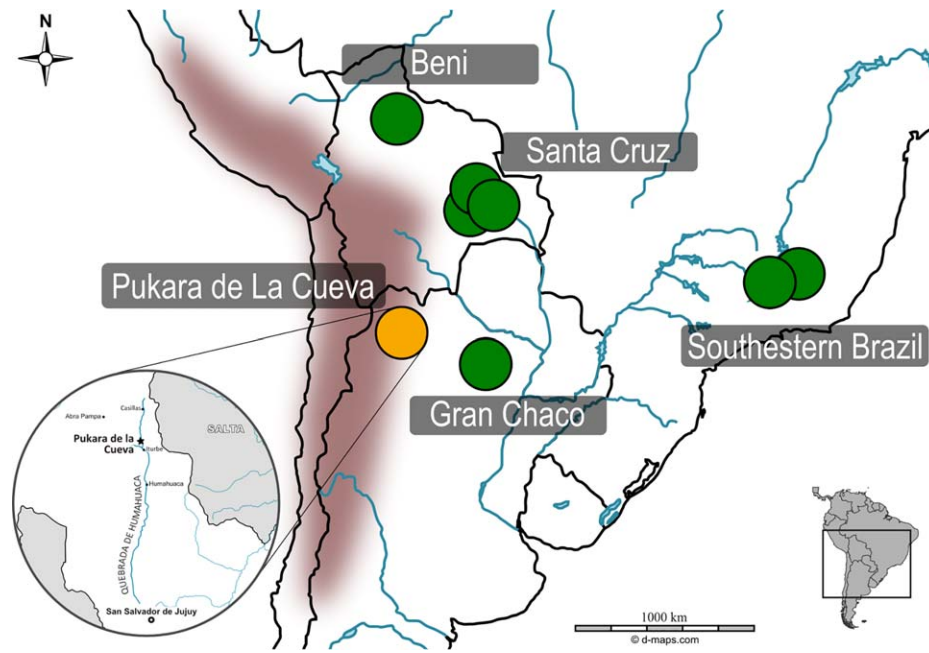 N
Beni
Santa Cruz
Pukara de La Cueva
Southestern Brazil
Gran Chaco
Casillas
Abra Pampa
SALTA
Pukara de la
Cueva
Iturbe
Humahuaca
QUEBRADA DE HUMAHUACA
San Salvador de Jujuy
1000 km
© d-maps.com